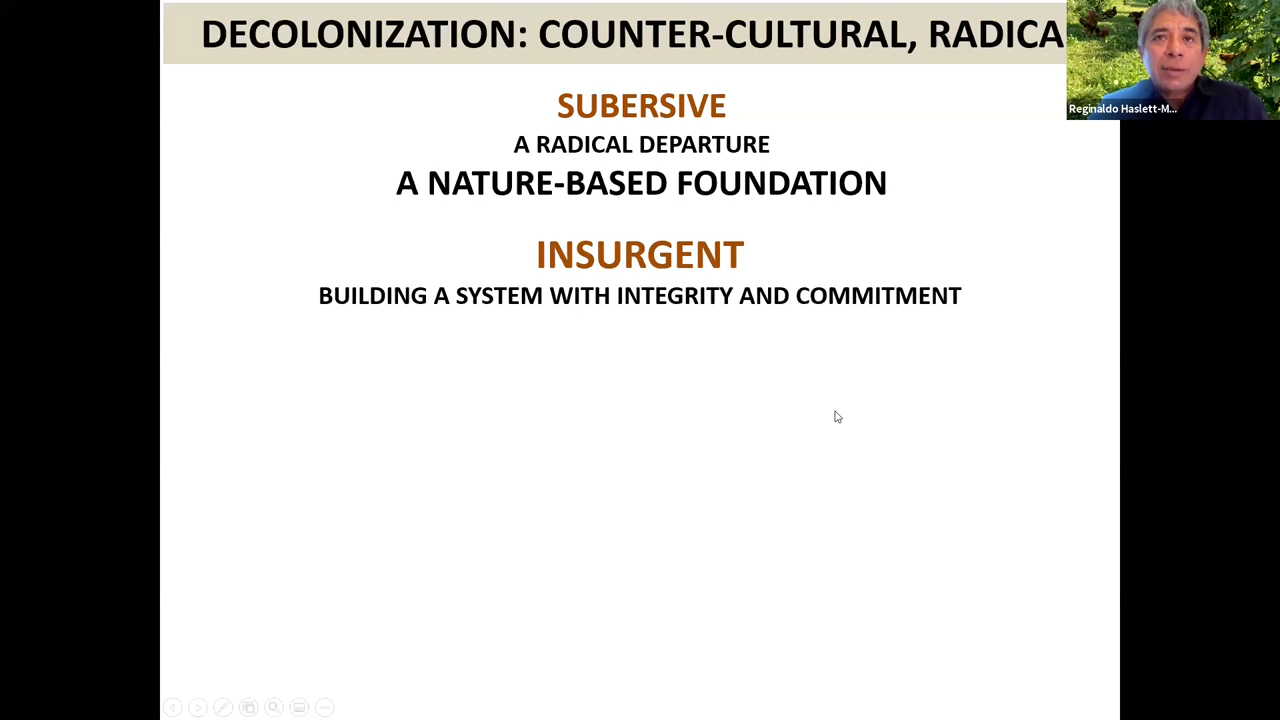 DECOLONIZATION: COUNTER-CULTURAL, RADICA
Reginaldo Haslett-M...
SUBERSIVE
A RADICAL DEPARTURE
A NATURE-BASED FOUNDATION
INSURGENT
BUILDING A SYSTEM WITH INTEGRITY AND COMMITMENT